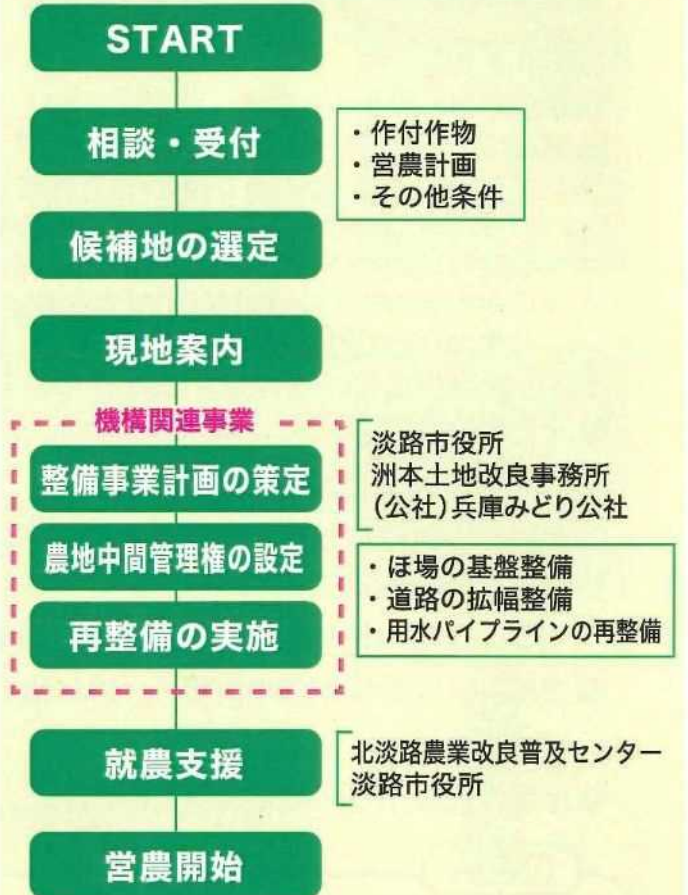 START
相談・受付
・作付作物
・営農計画
・その他条件
候補地の選定
現地案内
機構関連事業
整備事業計画の策定
淡路市役所
洲本土地改良事務所
(公社)兵庫みどり公社
農地中間管理権の設定
・ほ場の基盤整備
・道路の拡幅整備
・用水パイプラインの再整備
再整備の実施
就農支援
北淡路農業改良普及センター
淡路市役所
営農開始